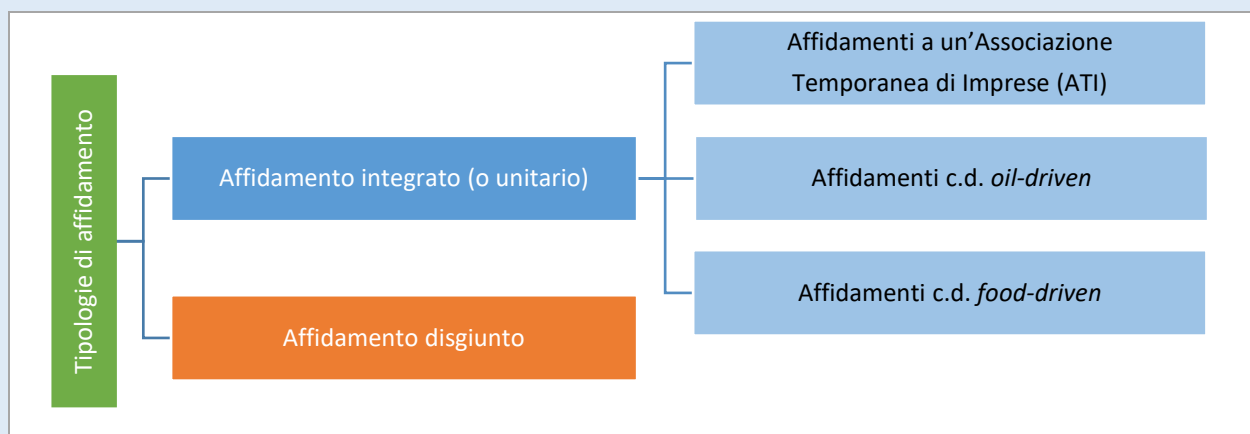 Tipologie di affidamento
Affidamento integrato (o unitario)
Affidamento disgiunto
Affidamenti a un’Associazione
Temporanea di Imprese (ATI)
Affidamenti c.d. oil-driven
Affidamenti c.d. food-driven